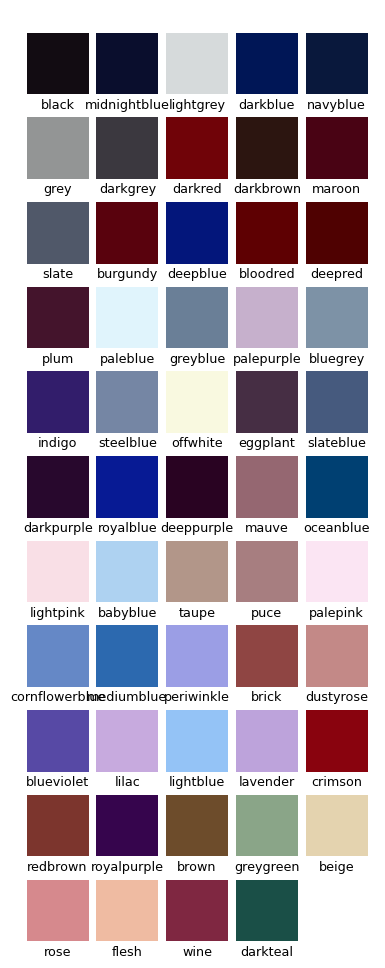 black midnightblue lightgrey darkblue navyblue
grey darkgrey darkred darkbrown maroon
slate burgundy deepblue bloodred deepred
plum paleblue greyblue palepurple bluegrey
indigo steelblue offwhite eggplant slateblue
darkpurple royalblue deeppurple mauve oceanblue
lightpink babyblue taupe puce palepink
cornflowerblue mediumblue periwinkle brick dustyrose
blueviolet lilac lightblue lavender crimson
redbrown royalpurple brown greygreen beige
rose flesh wine darkteal